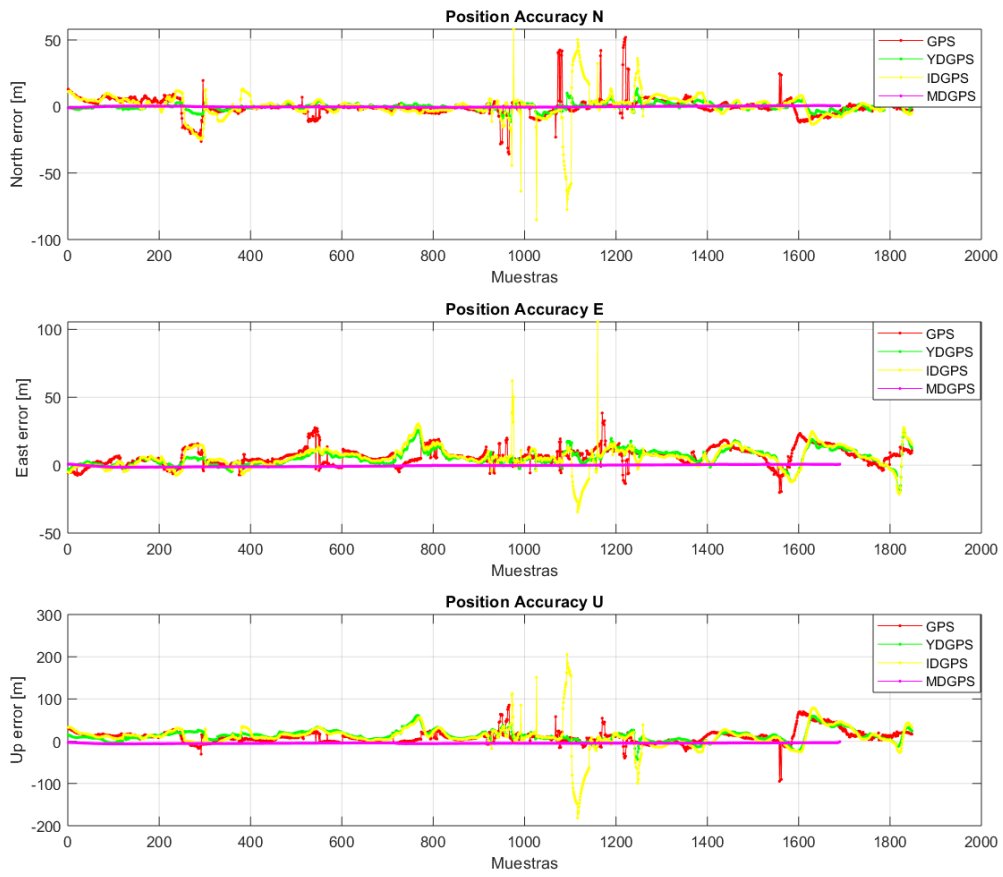 Position Accuracy N
50
0
-50
-100
North error [m]
0 200 400 600 800 1000 1200 1400 1600 1800 2000
Muestras
GPS
YDGPS
IDGPS
MDGPS
Position Accuracy E
100
50
0
-50
East error [m]
0 200 400 600 800 1000 1200 1400 1600 1800 2000
Muestras
GPS
YDGPS
IDGPS
MDGPS
Position Accuracy U
300
200
100
0
-100
-200
Up error [m]
0 200 400 600 800 1000 1200 1400 1600 1800 2000
Muestras
GPS
YDGPS
IDGPS
MDGPS